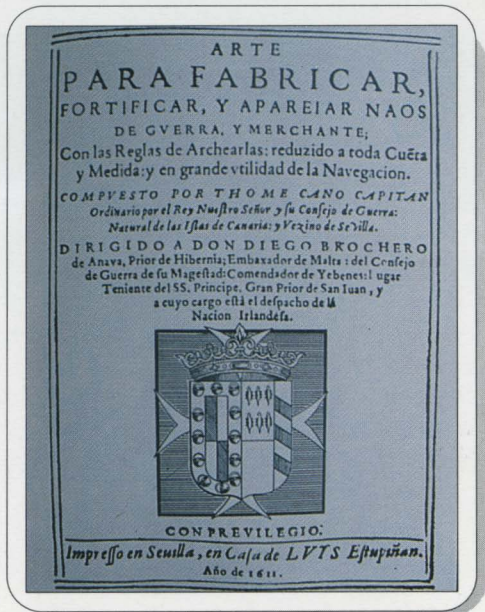 ARTE
PARA FABRICAR,
FORTIFICAR, Y APAREIAR NAOS
DE GVERRA, Y MERCHANTE;
Con las Reglas de Archearlas: reduzido a toda Cuēta
y Medida: y en grande vtilidad de la Navegacion.
COMPVESTO POR THOME CANO CAPITAN
Ordinario por el Rey Nueſtro Señor y ſu Conſejo de Guerra:
Natural de las Iſlas de Canaria: y Vezino de Seuilla.
DIRIGIDO A DON DIEGO BROCHERO
de Anaya, Prior de Hibernia; Embaxador de Malta: del Conſejo
de Guerra de ſu Mageſtad: Comendador de Yebenes: Lugar
Teniente del SS. Principe, Gran Prior de San Iuan, y
a cuyo cargo eſtá el deſpacho de la
Nacion Irlandeſa.
CON PREVILEGIO:
Impreſſo en Seuilla, en Caſa de LVYS Eſtupiñan.
Año de 1611.